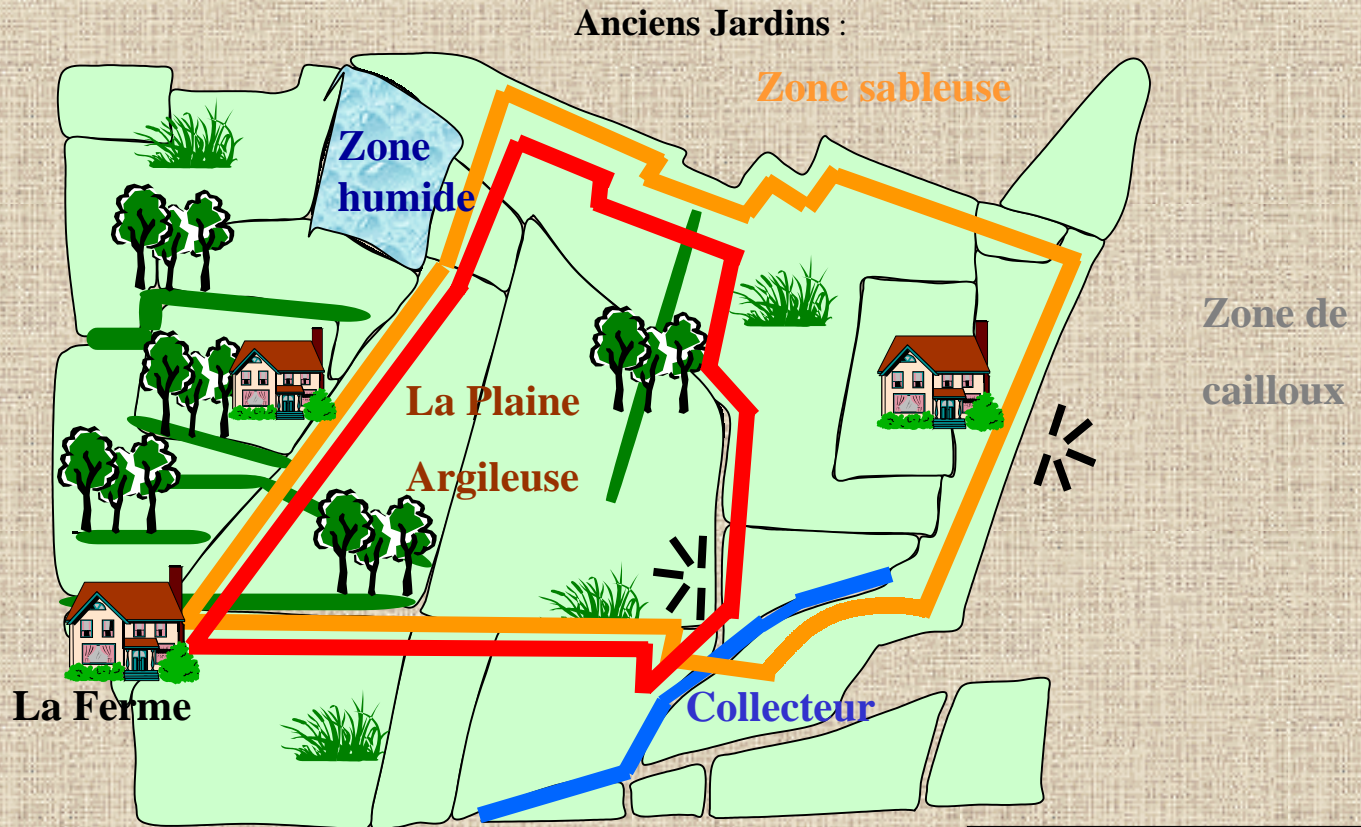 Anciens Jardins :
Zone sableuse
Zone
humide
Zone de
cailloux
La Plaine
Argileuse
La Ferme
Collecteur